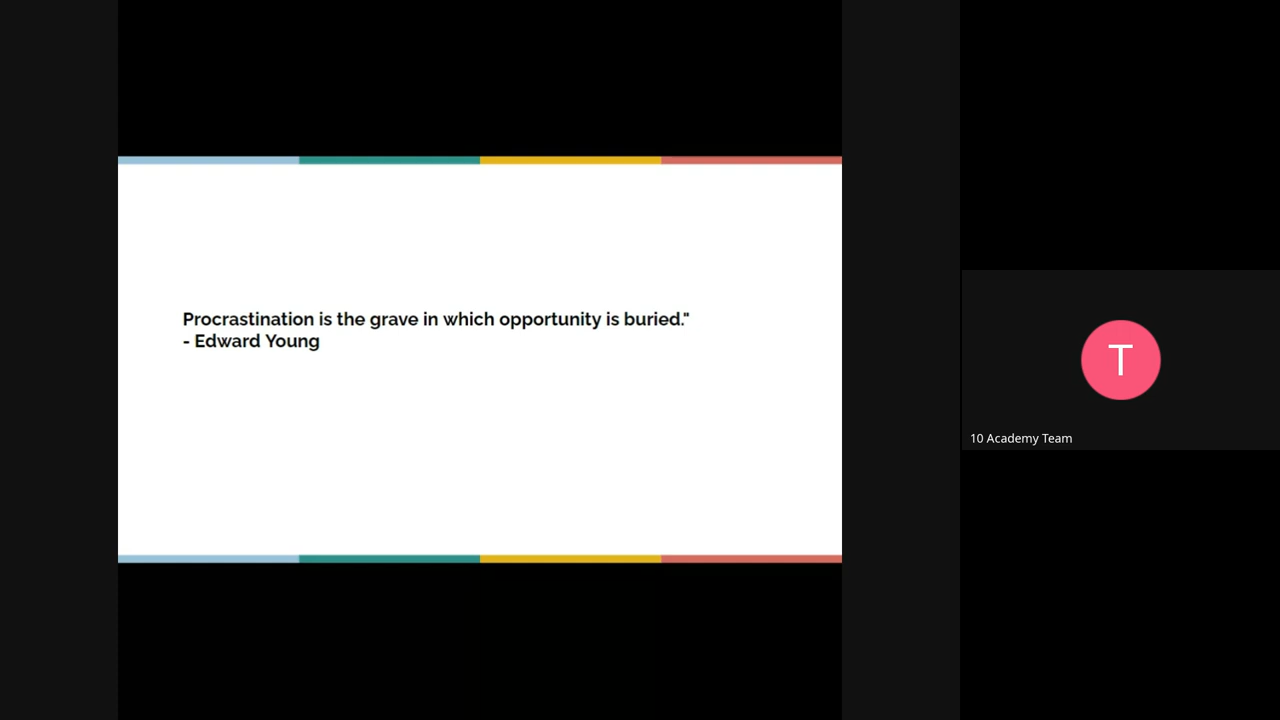 Procrastination is the grave in which opportunity is buried."
- Edward Young
T
10 Academy Team